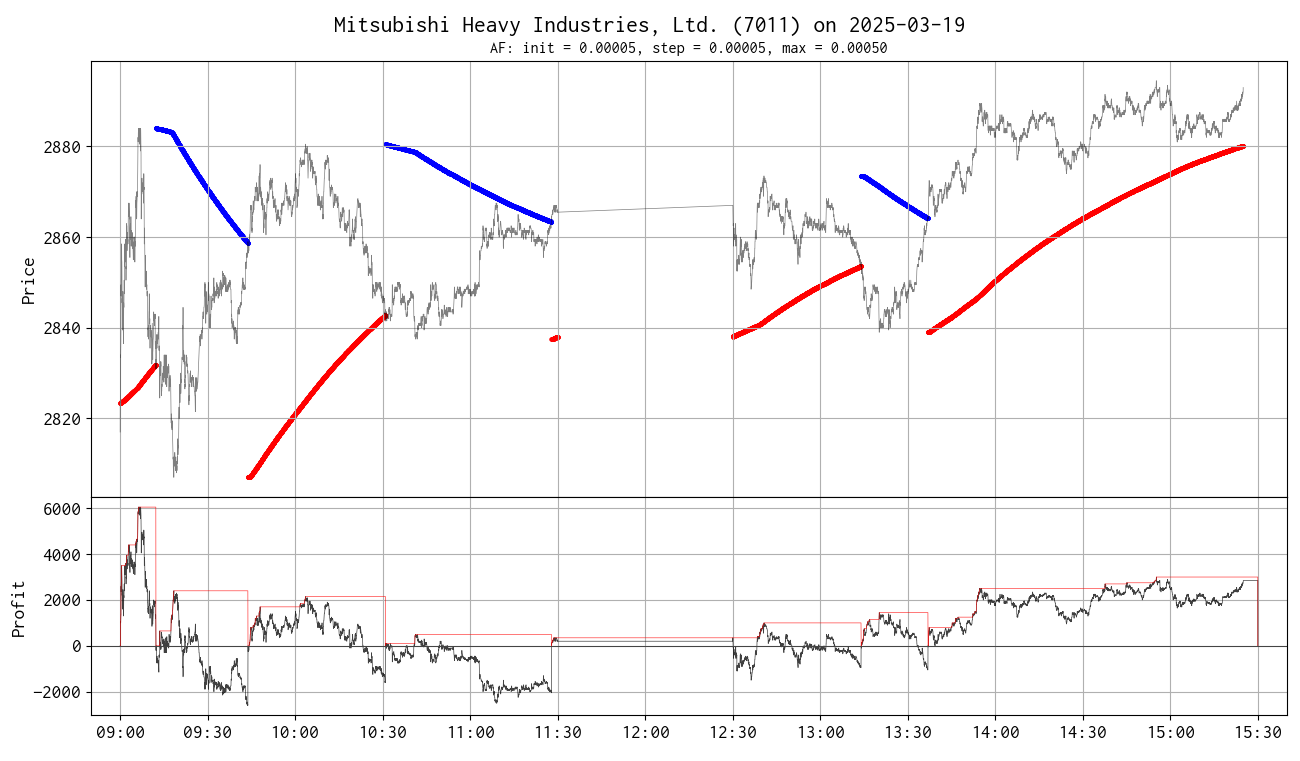 Mitsubishi Heavy Industries, Ltd. (7011) on 2025-03-19
AF: init = 0.00005, step = 0.00005, max = 0.00050
Price
2880
2860
2840
2820
Profit
6000
4000
2000
0
−2000
09:00 09:30 10:00 10:30 11:00 11:30 12:00 12:30 13:00 13:30 14:00 14:30 15:00 15:30